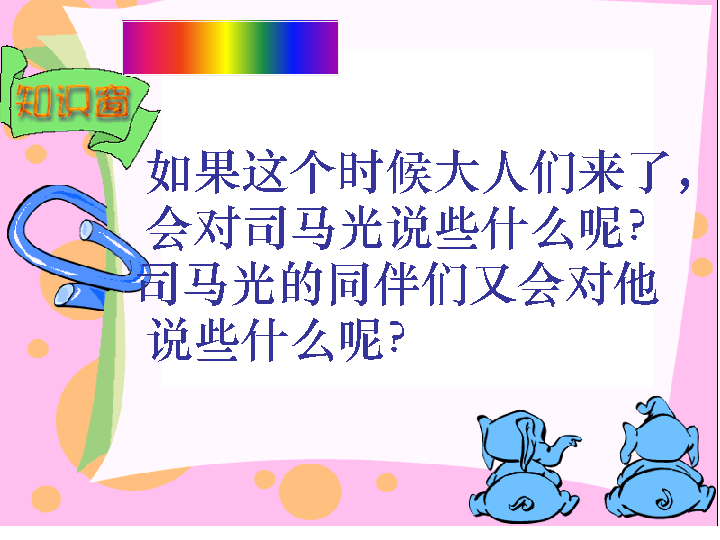 知识窗
如果这个时候大人们来了，
会对司马光说些什么呢?
司马光的同伴们又会对他
说些什么呢?